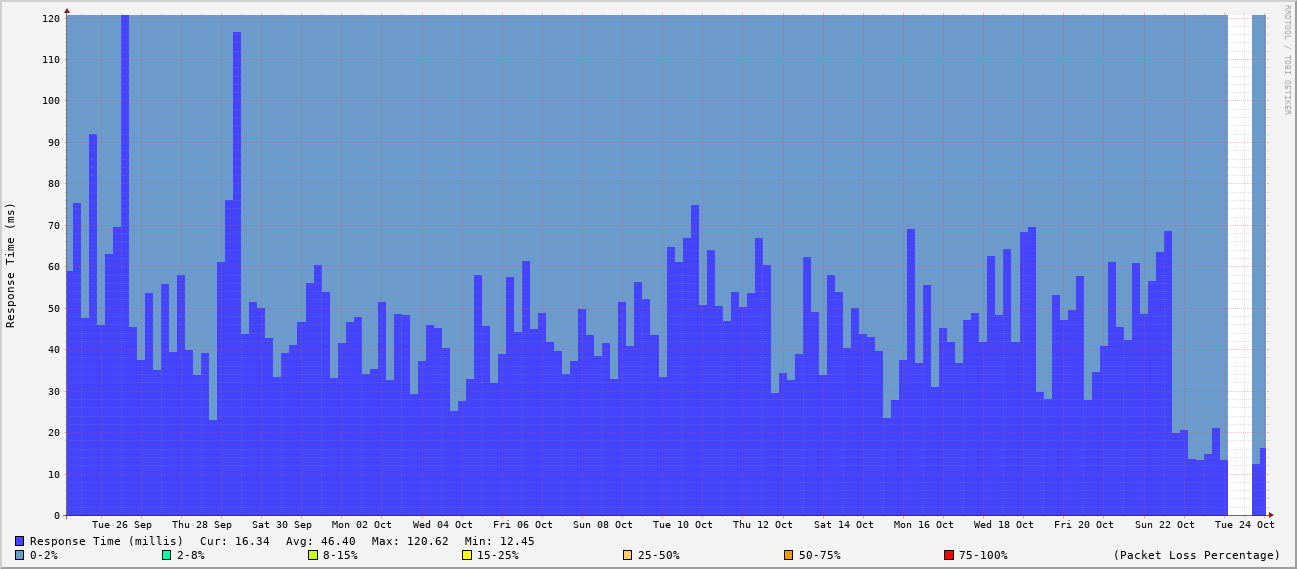 RRDTOOL / TOBI OETIKER
Response Time (ms)
120
110
100
90
80
70
60
50
40
30
20
10
0
Tue 26 Sep Thu 28 Sep Sat 30 Sep Mon 02 Oct Wed 04 Oct Fri 06 Oct Sun 08 Oct Tue 10 Oct Thu 12 Oct Sat 14 Oct Mon 16 Oct Wed 18 Oct Fri 20 Oct Sun 22 Oct Tue 24 Oct
Response Time (millis) Cur: 16.34 Avg: 46.40 Max: 120.62 Min: 12.45
0-2% 2-8% 8-15% 15-25% 25-50% 50-75% 75-100% (Packet Loss Percentage)